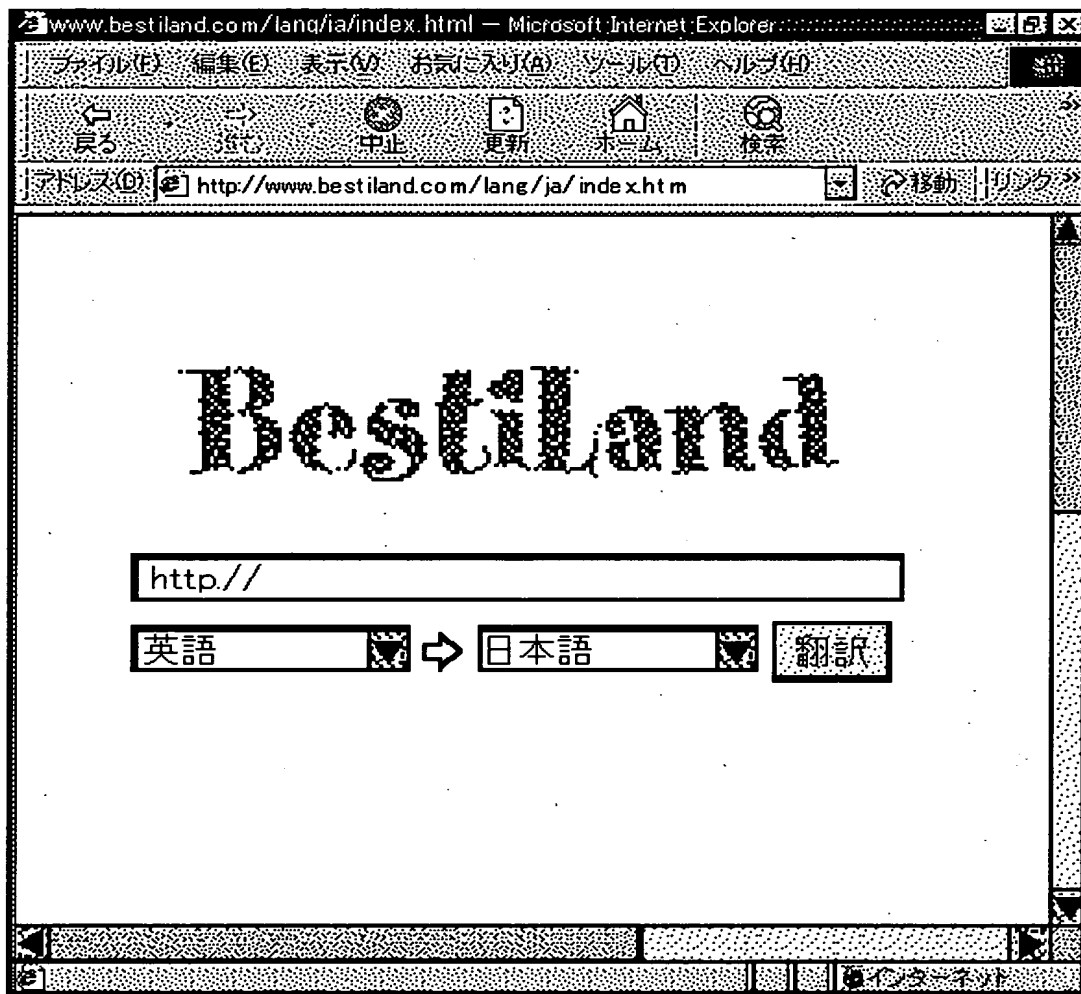 www.bestiland.com/lang/ja/index.html — Microsoft Internet Explorer
ファイル(F) 編集(E) 表示(V) お気に入り(A) ツール(T) ヘルプ(H)
戻る 進む 中止 更新 ホーム 検索
アドレス(D) http://www.bestiland.com/lang/ja/index.htm 移動 リンク
BestiLand
http.//
英語 日本語 翻訳
インターネット